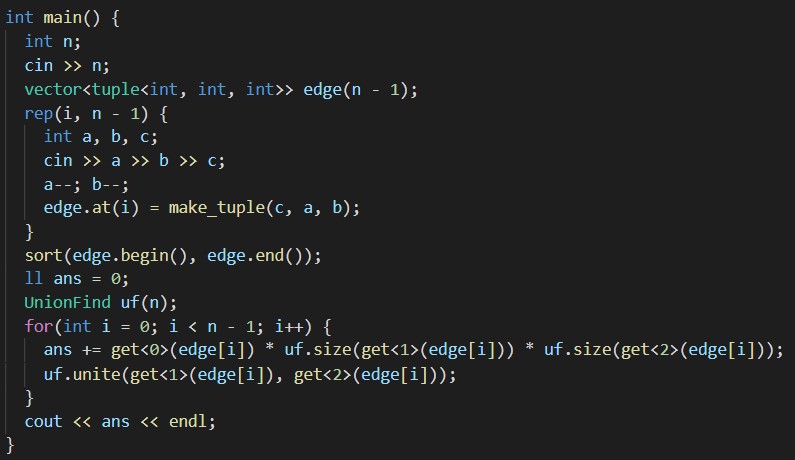 int main() {
int n;
cin >> n;
vector<tuple<int, int, int>> edge(n - 1);
rep(i, n - 1) {
int a, b, c;
cin >> a >> b >> c;
a--; b--;
edge.at(i) = make_tuple(c, a, b);
}
sort(edge.begin(), edge.end());
ll ans = 0;
UnionFind uf(n);
for(int i = 0; i < n - 1; i++) {
ans += get<0>(edge[i]) * uf.size(get<1>(edge[i])) * uf.size(get<2>(edge[i]));
uf.unite(get<1>(edge[i]), get<2>(edge[i]));
}
cout << ans << endl;
}